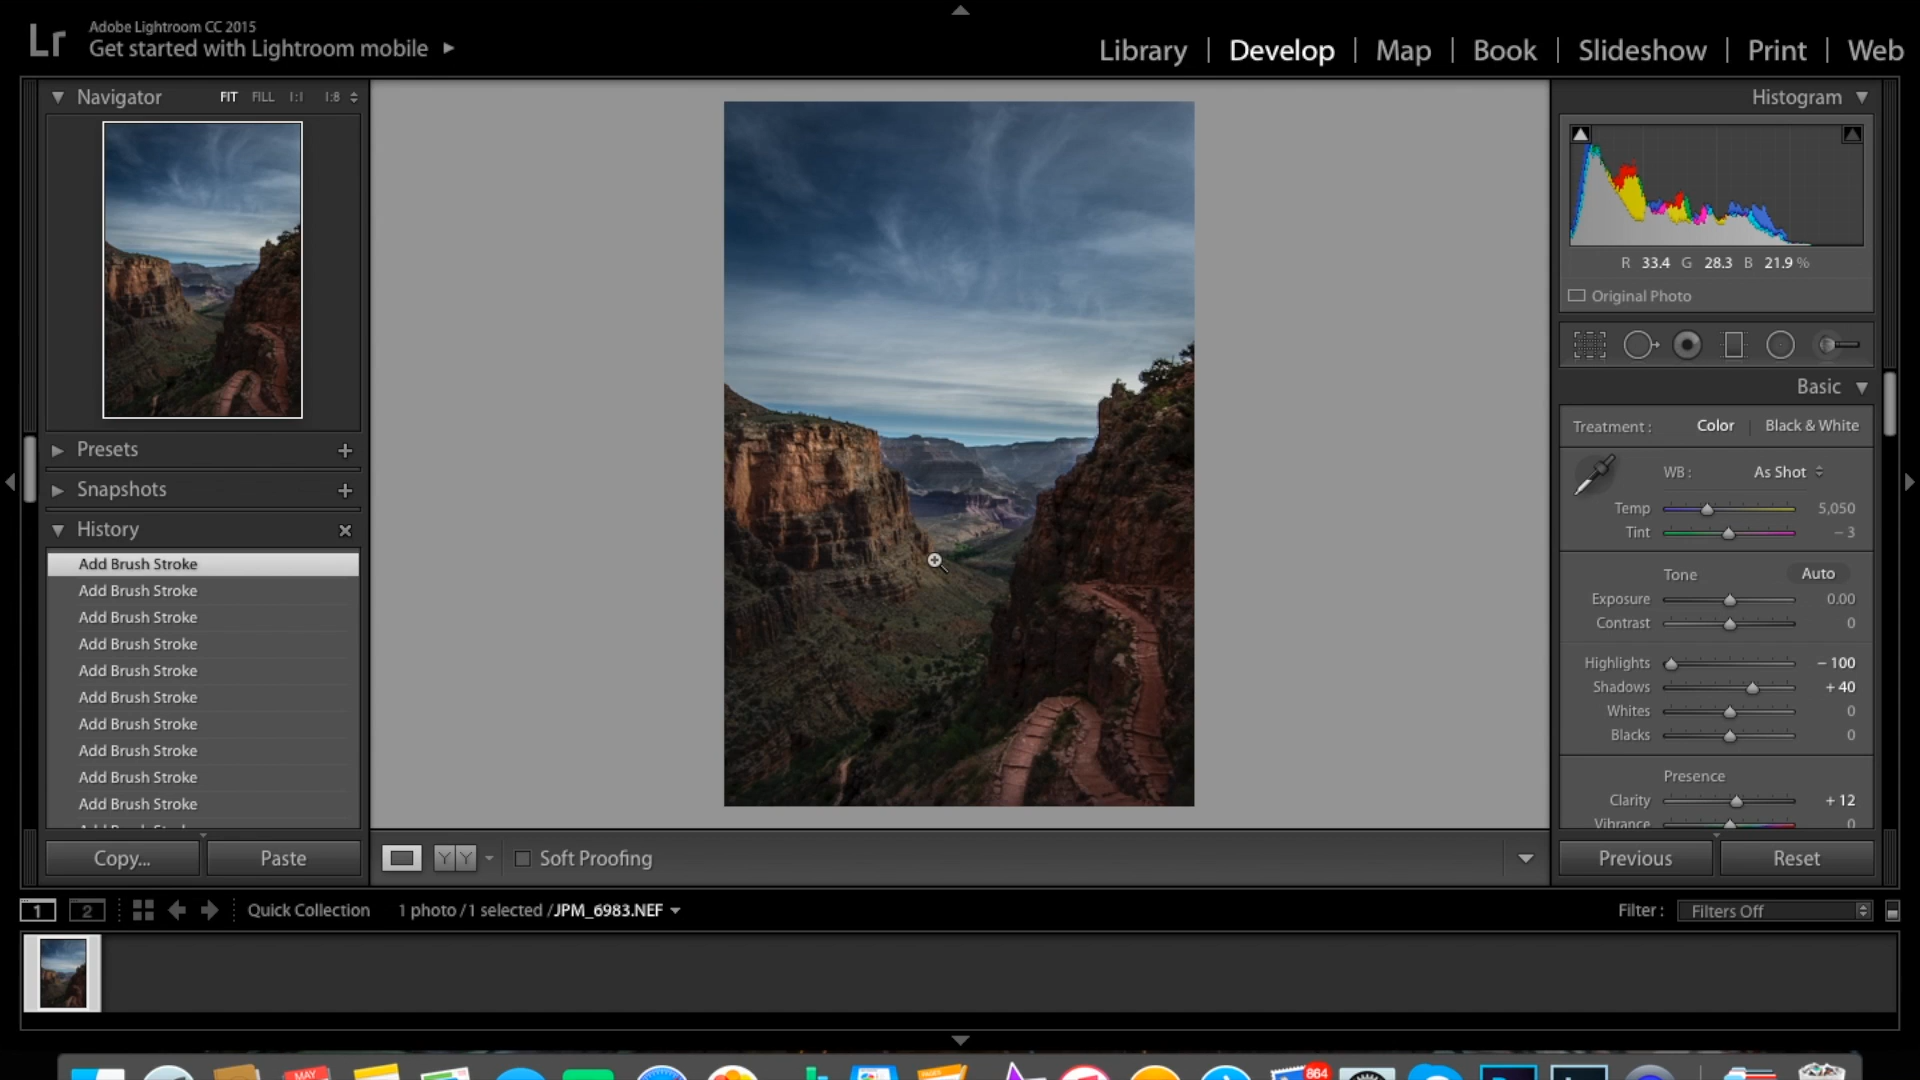 Lr
Adobe Lightroom CC 2015
Get started with Lightroom mobile
Library | Develop | Map | Book | Slideshow | Print | Web
Navigator FIT FILL 1:1 1:8
Presets
Snapshots
History
Add Brush Stroke
Add Brush Stroke
Add Brush Stroke
Add Brush Stroke
Add Brush Stroke
Add Brush Stroke
Add Brush Stroke
Add Brush Stroke
Add Brush Stroke
Add Brush Stroke
Copy... Paste
YY Soft Proofing
Histogram
R 33.4 G 28.3 B 21.9 %
Original Photo
Basic
Treatment : Color | Black & White
WB : As Shot
Temp 5,050
Tint – 3
Tone Auto
Exposure 0.00
Contrast 0
Highlights – 100
Shadows + 40
Whites 0
Blacks 0
Presence
Clarity + 12
Vibrance 0
Previous Reset
1 2 Quick Collection 1 photo / 1 selected / JPM_6983.NEF Filter : Filters Off
MAY PAGES 864